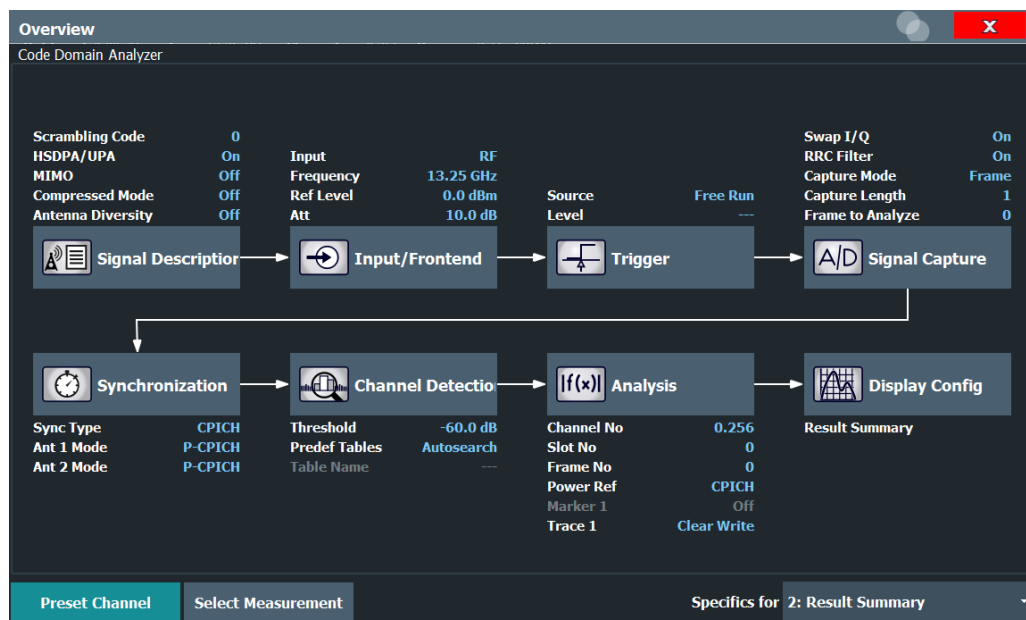 Overview
X
Code Domain Analyzer
Scrambling Code 0
HSDPA/UPA On
MIMO Off
Compressed Mode Off
Antenna Diversity Off
Input RF
Frequency 13.25 GHz
Ref Level 0.0 dBm
Att 10.0 dB
Source Free Run
Level ---
Swap I/Q On
RRC Filter On
Capture Mode Frame
Capture Length 1
Frame to Analyze 0
Signal Description
Input/Frontend
Trigger
A/D Signal Capture
Synchronization
Channel Detectio
|f(x)| Analysis
Display Config
Sync Type CPICH
Ant 1 Mode P-CPICH
Ant 2 Mode P-CPICH
Threshold -60.0 dB
Predef Tables Autosearch
Table Name ---
Channel No 0.256
Slot No 0
Frame No 0
Power Ref CPICH
Marker 1 Off
Trace 1 Clear Write
Result Summary
Preset Channel
Select Measurement
Specifics for 2: Result Summary